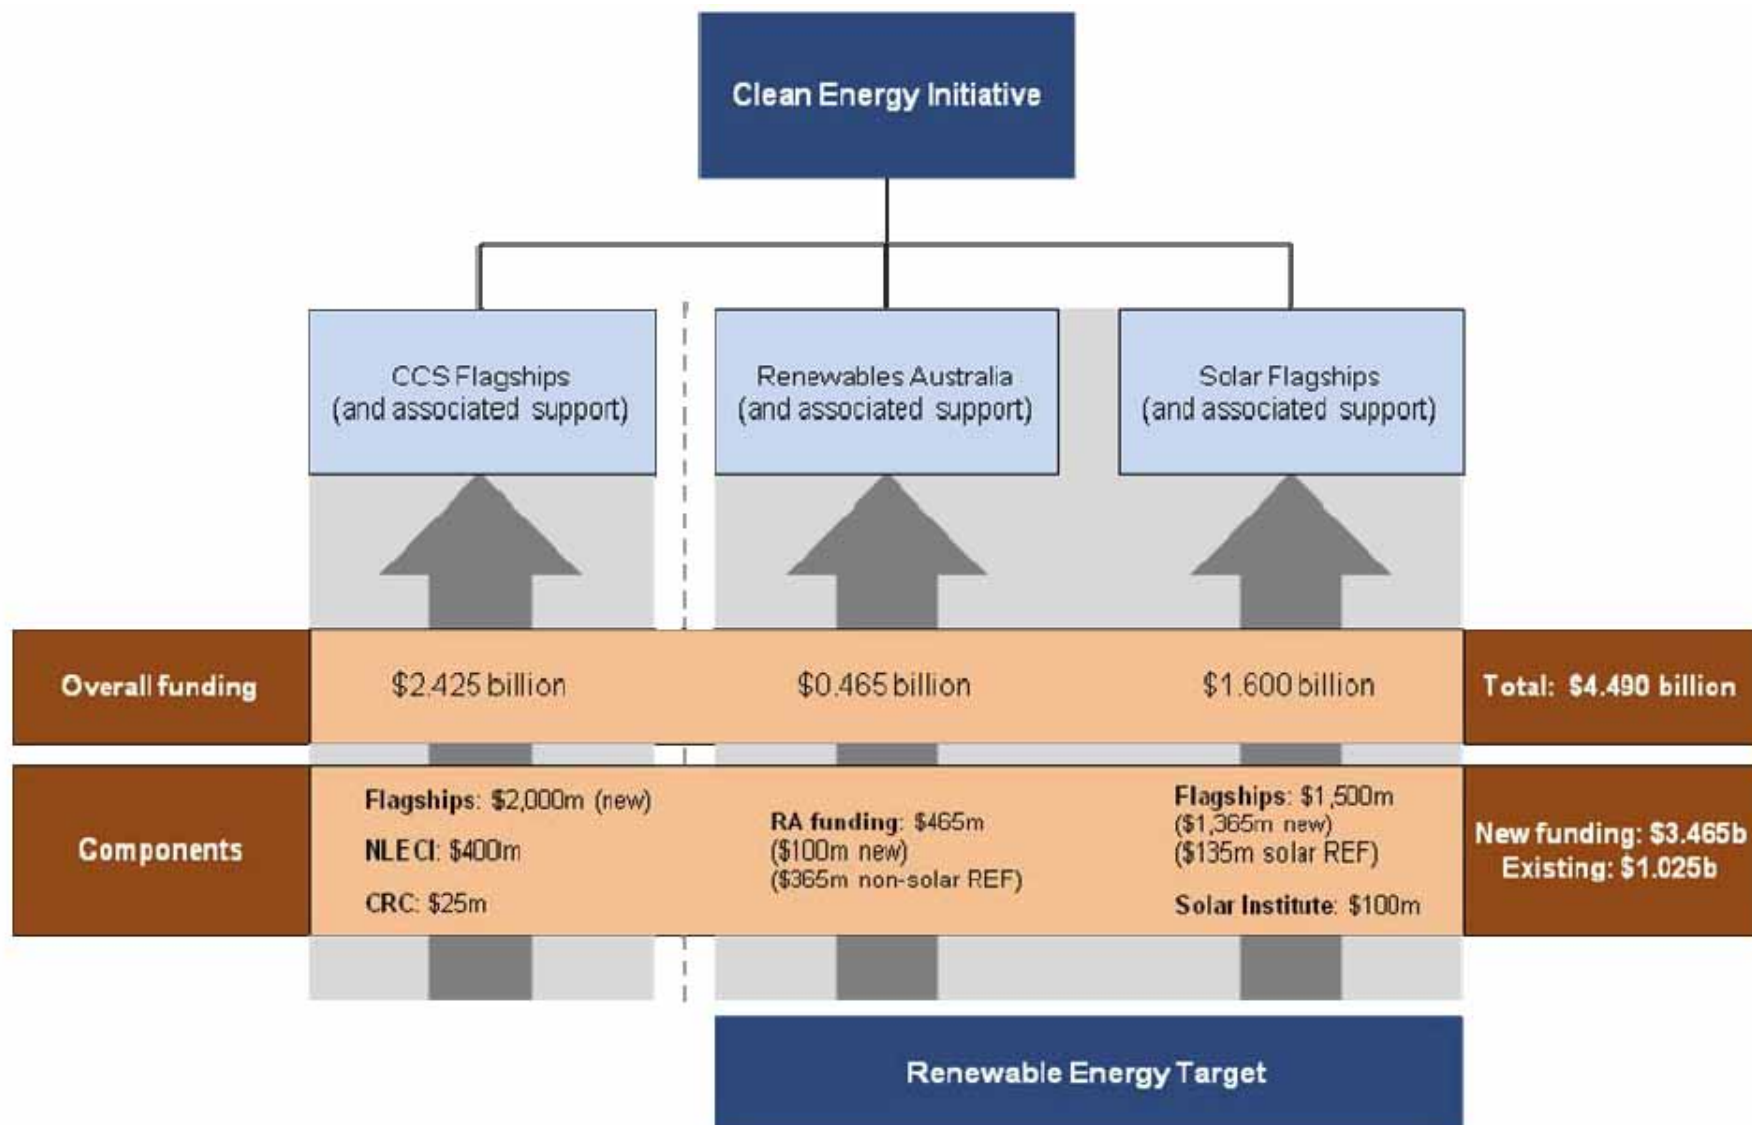 Clean Energy Initiative
CCS Flagships
(and associated support)
Renewables Australia
(and associated support)
Solar Flagships
(and associated support)
Overall funding
$2.425 billion
$0.465 billion
$1.600 billion
Total: $4.490 billion
Components
Flagships: $2,000m (new)
NLECI: $400m
CRC: $25m
RA funding: $465m
($100m new)
($365m non-solar REF)
Flagships: $1,500m
($1,365m new)
($135m solar REF)
Solar Institute: $100m
New funding: $3.465b
Existing: $1.025b
Renewable Energy Target